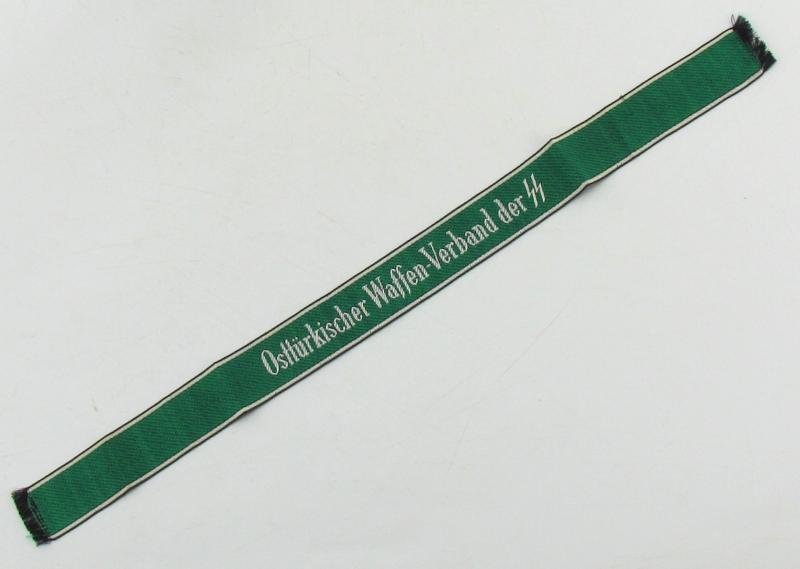 Osttürkischer Waffen-Verband der ᛋᛋ